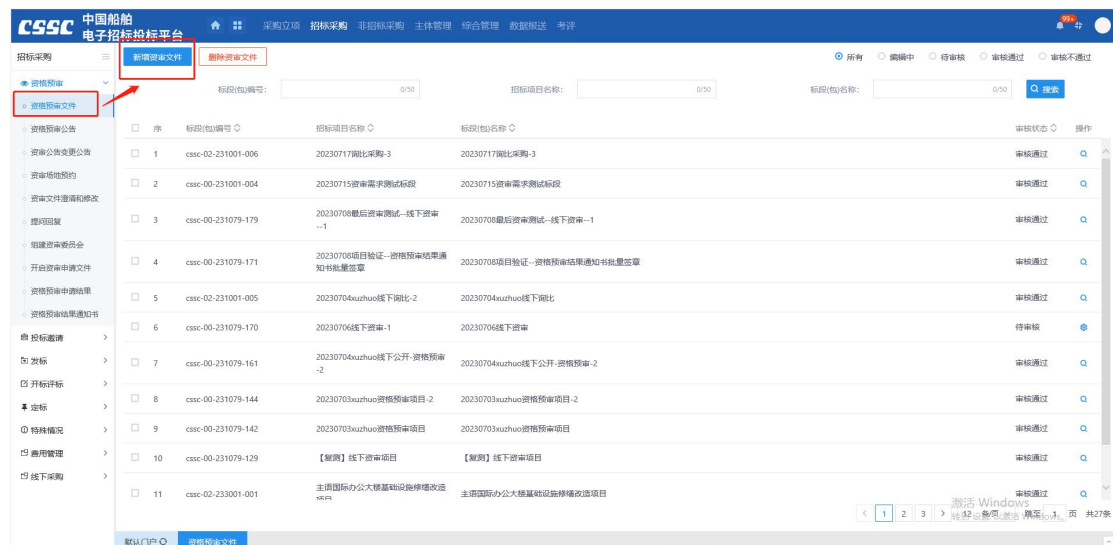 CSSC 中国船舶
电子招标投标平台
采购立项 招标采购 非招标采购 主体管理 综合管理 数据报送 考评
99+
招标采购
新增资审文件 删除资审文件
所有 编辑中 待审核 审核通过 审核不通过
资格预审
标段(包)编号: 0/50 招标项目名称: 0/50 标段(包)名称: 0/50 搜索
资格预审文件
资格预审公告
资审公告变更公告
资审场地预约
资审文件澄清和修改
提问回复
组建资审委员会
开启资审申请文件
资格预审申请结果
资格预审结果通知书
投标邀请
发标
开标评标
定标
特殊情况
费用管理
线下采购
序 标段(包)编号 招标项目名称 标段(包)名称 审核状态 操作
1 cssc-02-231001-006 20230717询比采购-3 20230717询比采购-3 审核通过
2 cssc-00-231001-004 20230715资审需求测试标段 20230715资审需求测试标段 审核通过
3 cssc-00-231079-179 20230708最后资审测试--线下资审--1 20230708最后资审测试--线下资审--1 审核通过
4 cssc-00-231079-171 20230708项目验证--资格预审结果通知书批量签章 20230708项目验证--资格预审结果通知书批量签章 审核通过
5 cssc-02-231001-005 20230704xuzhuo线下询比-2 20230704xuzhuo线下询比 审核通过
6 cssc-00-231079-170 20230706线下资审-1 20230706线下资审 待审核
7 cssc-00-231079-161 20230704xuzhuo线下公开-资格预审-2 20230704xuzhuo线下公开-资格预审-2 审核通过
8 cssc-00-231079-144 20230703xuzhuo资格预审项目-2 20230703xuzhuo资格预审项目-2 审核通过
9 cssc-00-231079-142 20230703xuzhuo资格预审项目 20230703xuzhuo资格预审项目 审核通过
10 cssc-00-231079-129 【复测】线下资审项目 【复测】线下资审项目 审核通过
11 cssc-02-233001-001 主语国际办公大楼基础设施修缮改造项目 主语国际办公大楼基础设施修缮改造项目 审核通过
激活 Windows
1 2 3 12 条/页 跳至 1 页 共27条
默认门户 资格预审文件